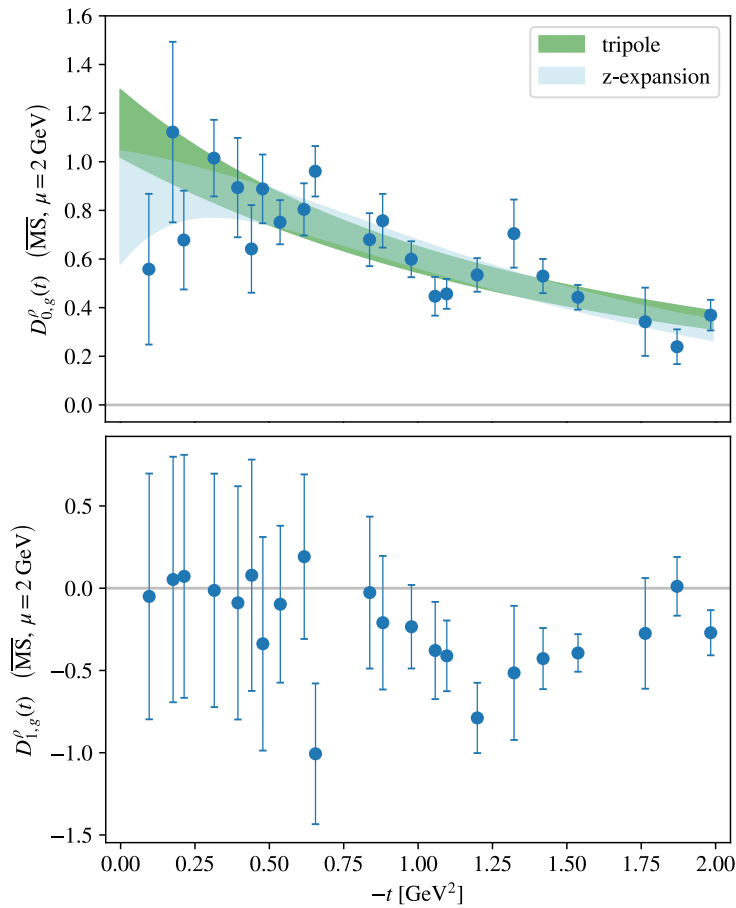 1.6
1.4
1.2
1.0
0.8
0.6
0.4
0.2
0.0
D^ρ_{0,g}(t) (\overline{MS}, μ = 2 GeV)
tripole
z-expansion
0.5
0.0
−0.5
−1.0
−1.5
D^ρ_{1,g}(t) (\overline{MS}, μ = 2 GeV)
0.00 0.25 0.50 0.75 1.00 1.25 1.50 1.75 2.00
−t [GeV²]